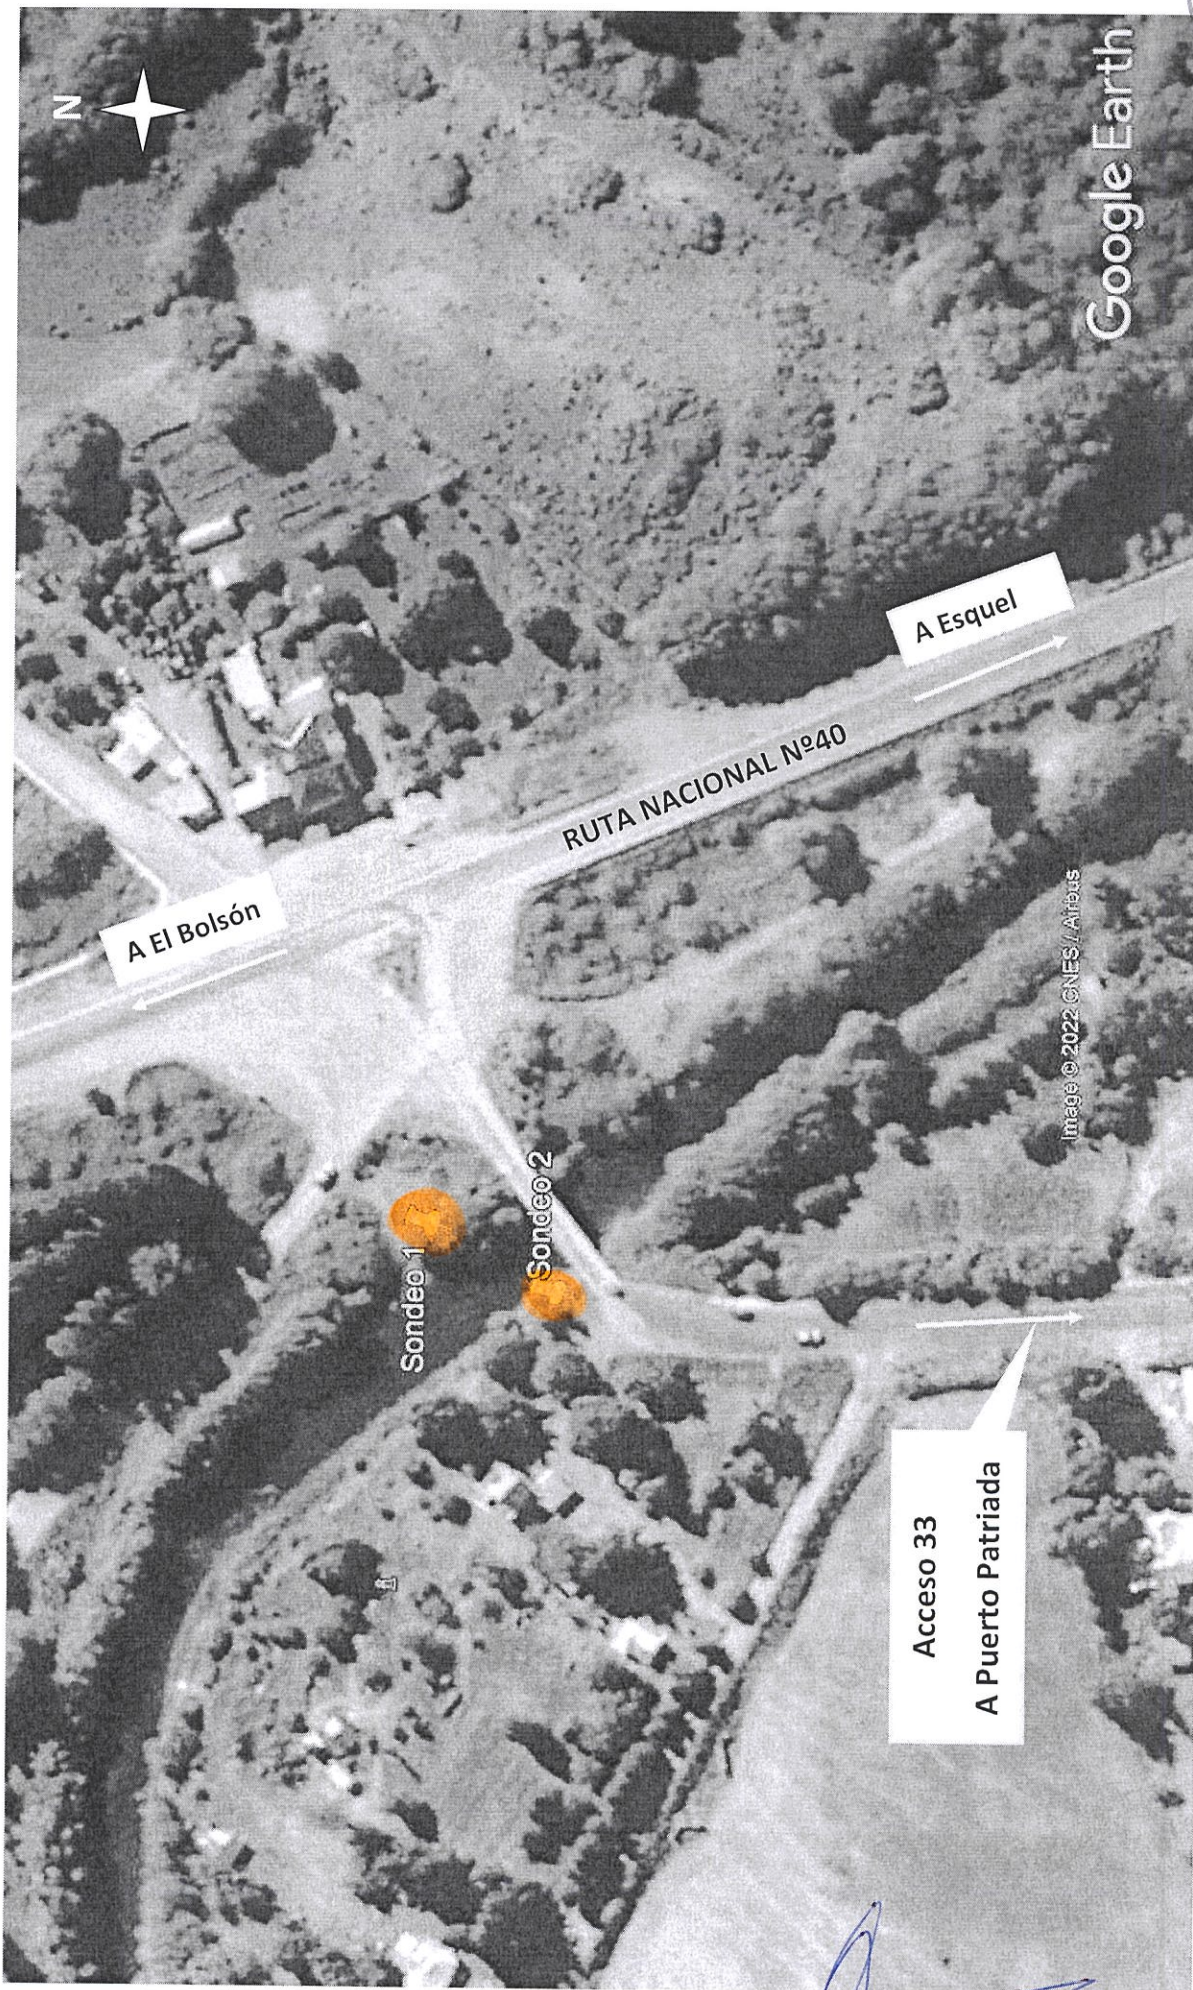 N
A El Bolsón
RUTA NACIONAL Nº40
A Esquel
Sondeo 1
Sondeo 2
Acceso 33
A Puerto Patriada
Image © 2022 CNES / Airbus
Google Earth